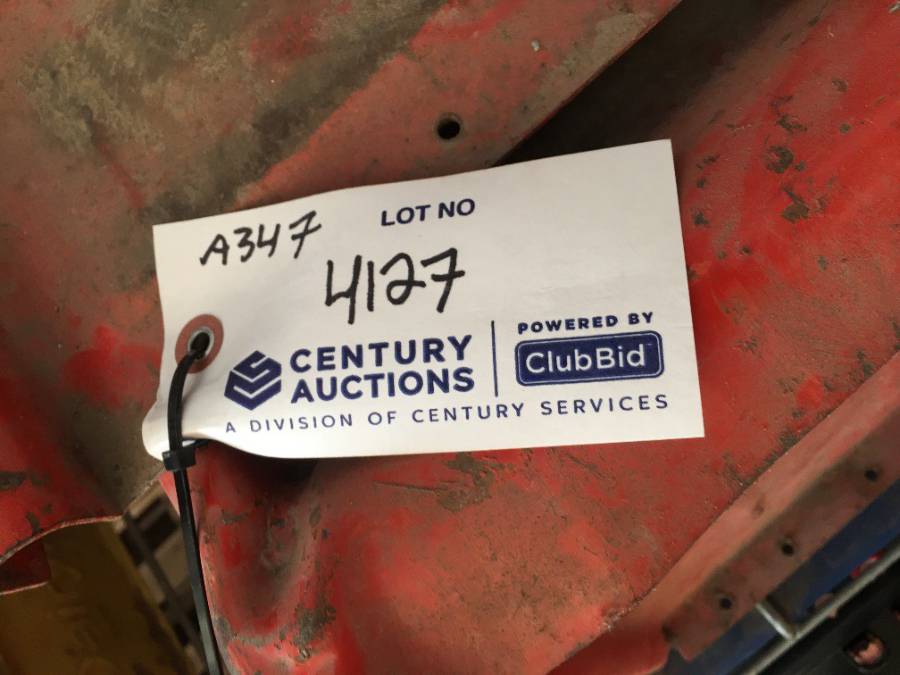 A347
LOT NO
4127
CENTURY
AUCTIONS
POWERED BY
ClubBid
A DIVISION OF CENTURY SERVICES